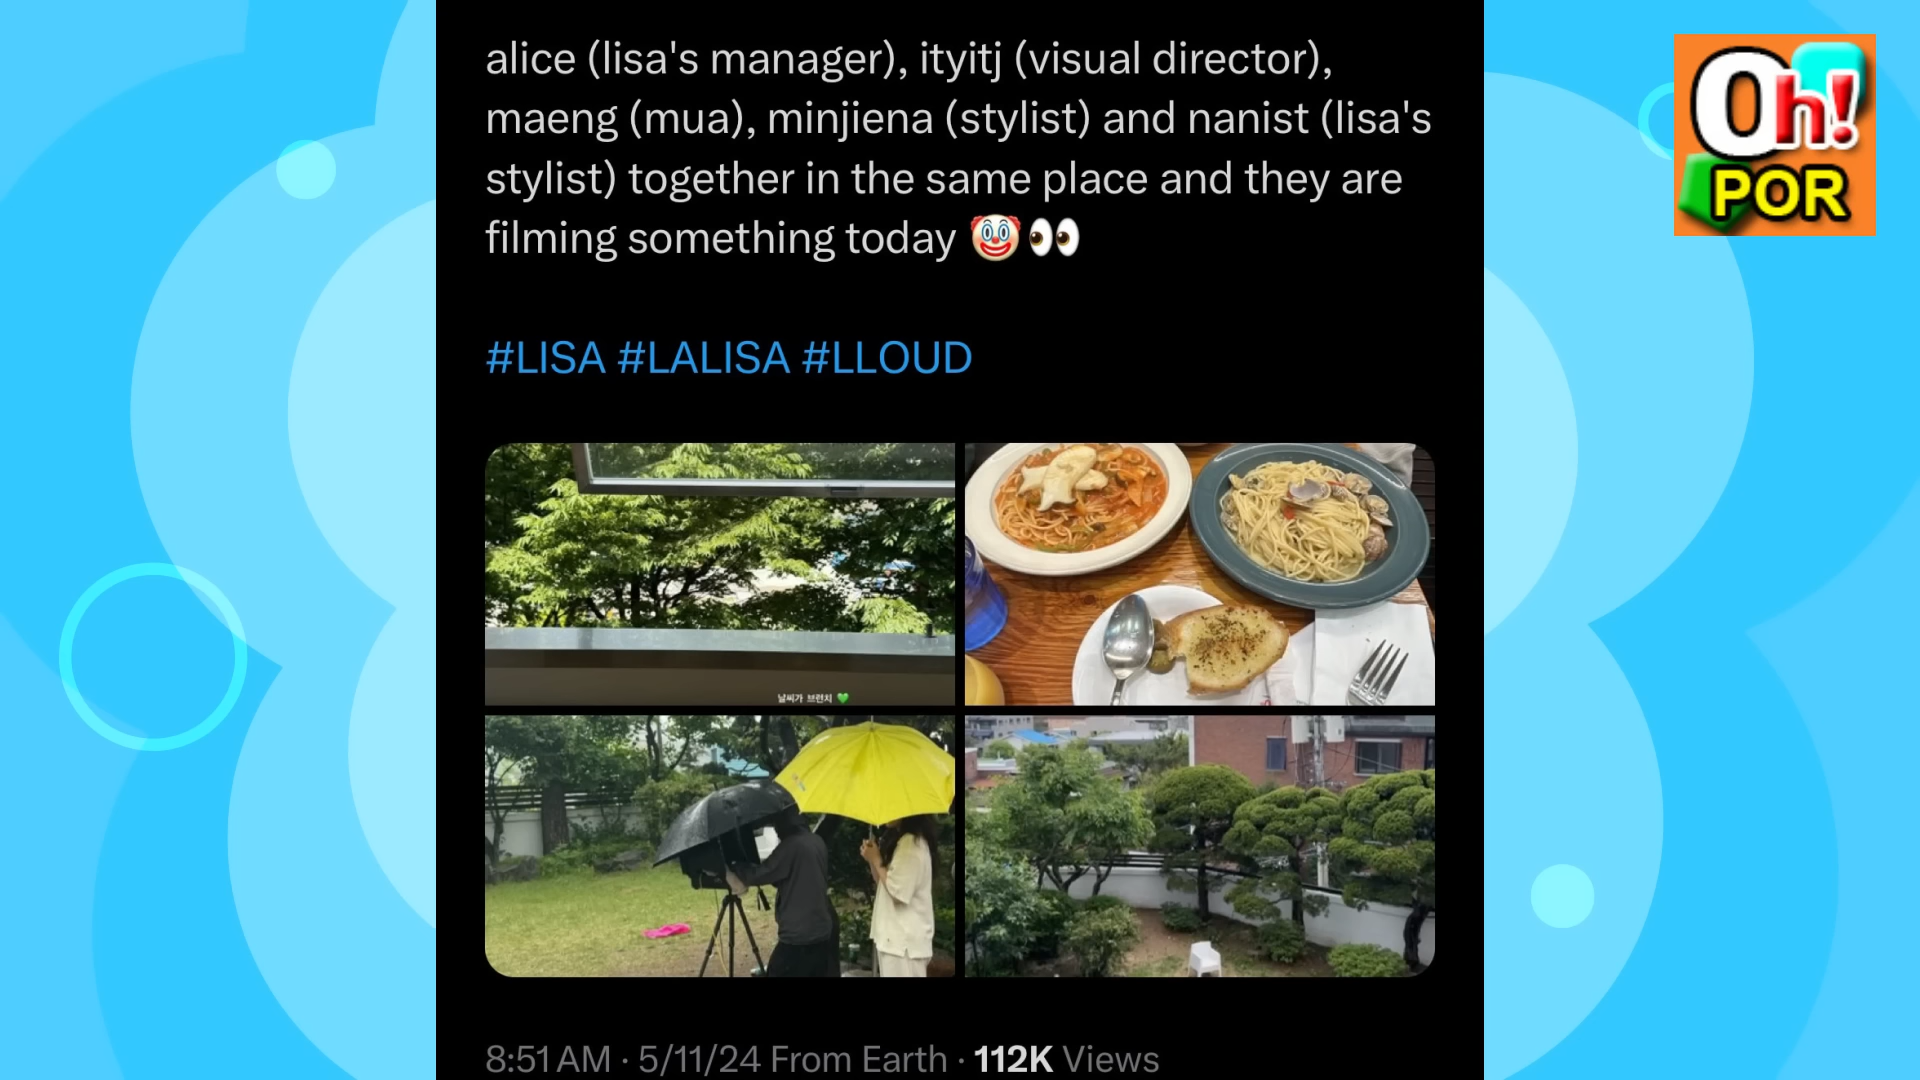 alice (lisa's manager), ityitj (visual director),
maeng (mua), minjiena (stylist) and nanist (lisa's
stylist) together in the same place and they are
filming something today 🤡👀
#LISA #LALISA #LLOUD
날씨가 브런치 💚
8:51 AM · 5/11/24 From Earth · 112K Views
Oh!
POR